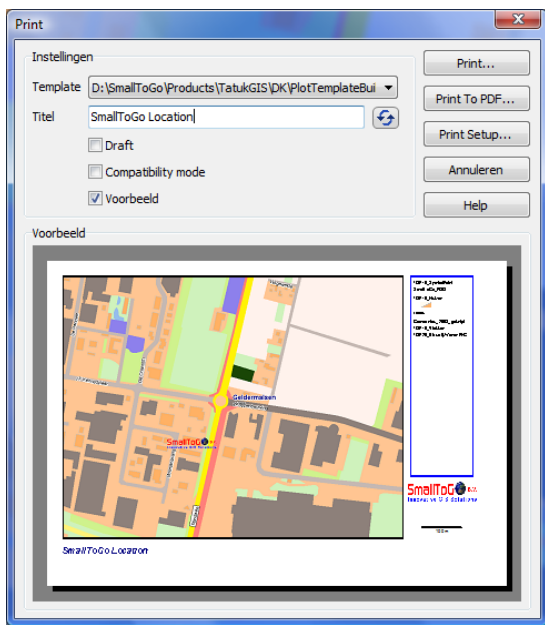 Print
Instellingen
Template D:\SmallToGo\Products\TatukGIS\DK\PlotTemplateBui
Titel SmallToGo Location
Draft
Compatibility mode
Voorbeeld
Print...
Print To PDF...
Print Setup...
Annuleren
Help
Voorbeeld
Geldermalsen
SmallToGo B.V.
SmallToGo B.V.
Innovative GIS Solutions
SmallToGo Location